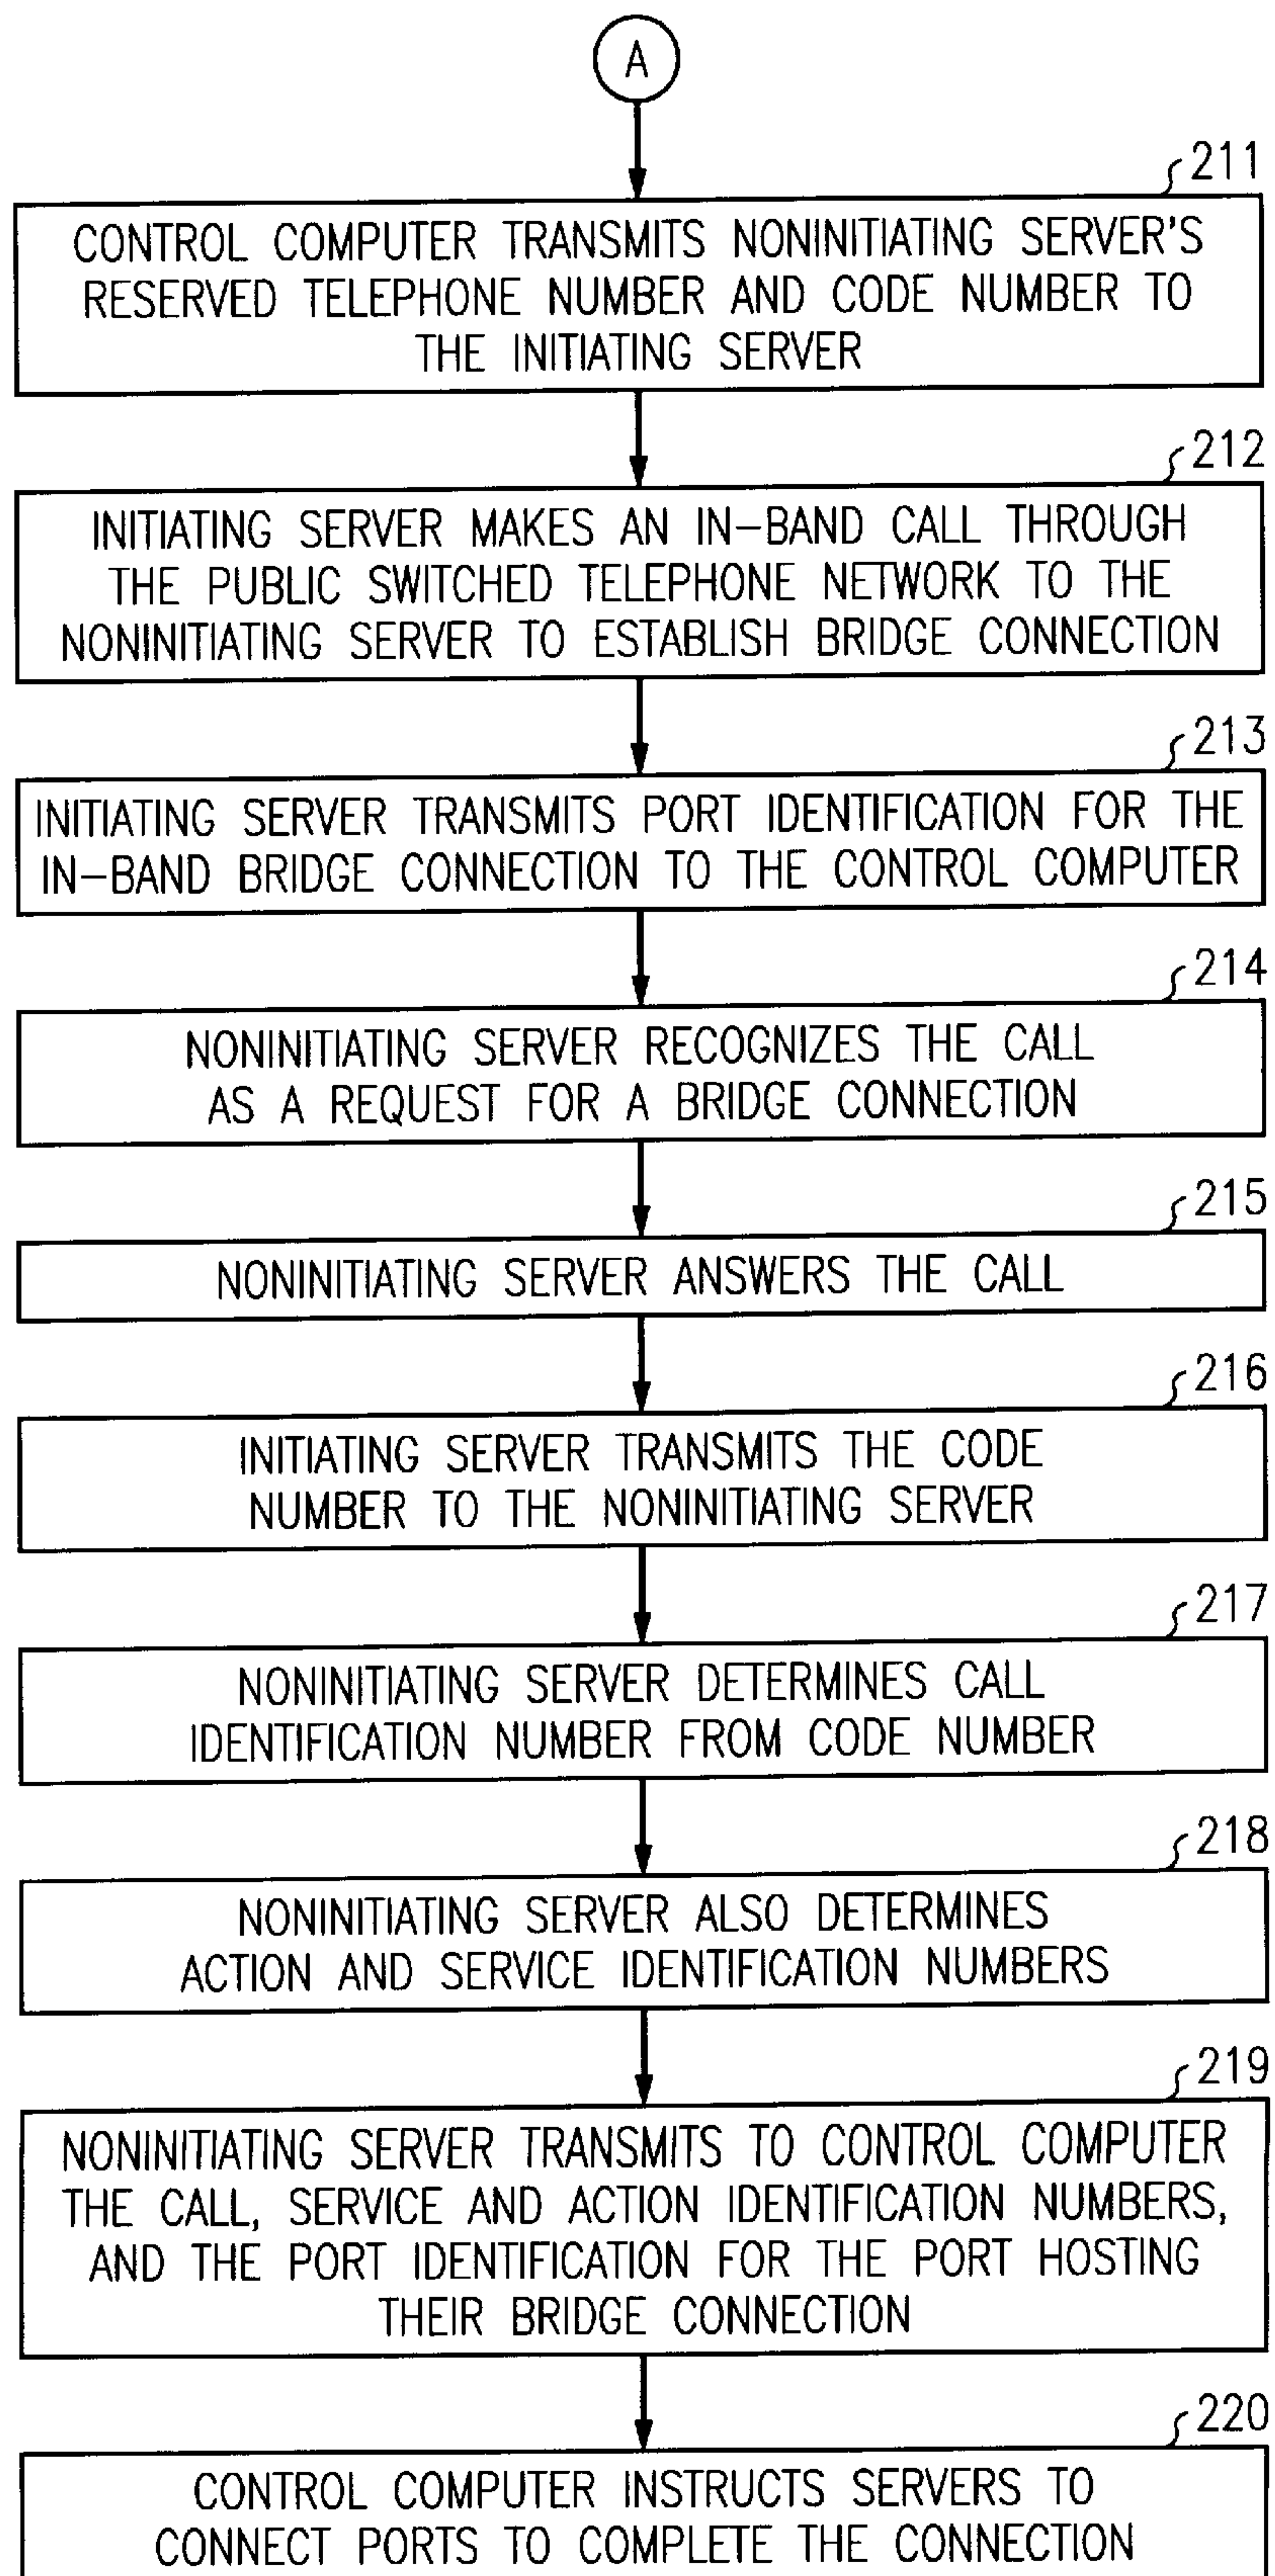 A
211
CONTROL COMPUTER TRANSMITS NONINITIATING SERVER'S
RESERVED TELEPHONE NUMBER AND CODE NUMBER TO
THE INITIATING SERVER
212
INITIATING SERVER MAKES AN IN-BAND CALL THROUGH
THE PUBLIC SWITCHED TELEPHONE NETWORK TO THE
NONINITIATING SERVER TO ESTABLISH BRIDGE CONNECTION
213
INITIATING SERVER TRANSMITS PORT IDENTIFICATION FOR THE
IN-BAND BRIDGE CONNECTION TO THE CONTROL COMPUTER
214
NONINITIATING SERVER RECOGNIZES THE CALL
AS A REQUEST FOR A BRIDGE CONNECTION
215
NONINITIATING SERVER ANSWERS THE CALL
216
INITIATING SERVER TRANSMITS THE CODE
NUMBER TO THE NONINITIATING SERVER
217
NONINITIATING SERVER DETERMINES CALL
IDENTIFICATION NUMBER FROM CODE NUMBER
218
NONINITIATING SERVER ALSO DETERMINES
ACTION AND SERVICE IDENTIFICATION NUMBERS
219
NONINITIATING SERVER TRANSMITS TO CONTROL COMPUTER
THE CALL, SERVICE AND ACTION IDENTIFICATION NUMBERS,
AND THE PORT IDENTIFICATION FOR THE PORT HOSTING
THEIR BRIDGE CONNECTION
220
CONTROL COMPUTER INSTRUCTS SERVERS TO
CONNECT PORTS TO COMPLETE THE CONNECTION